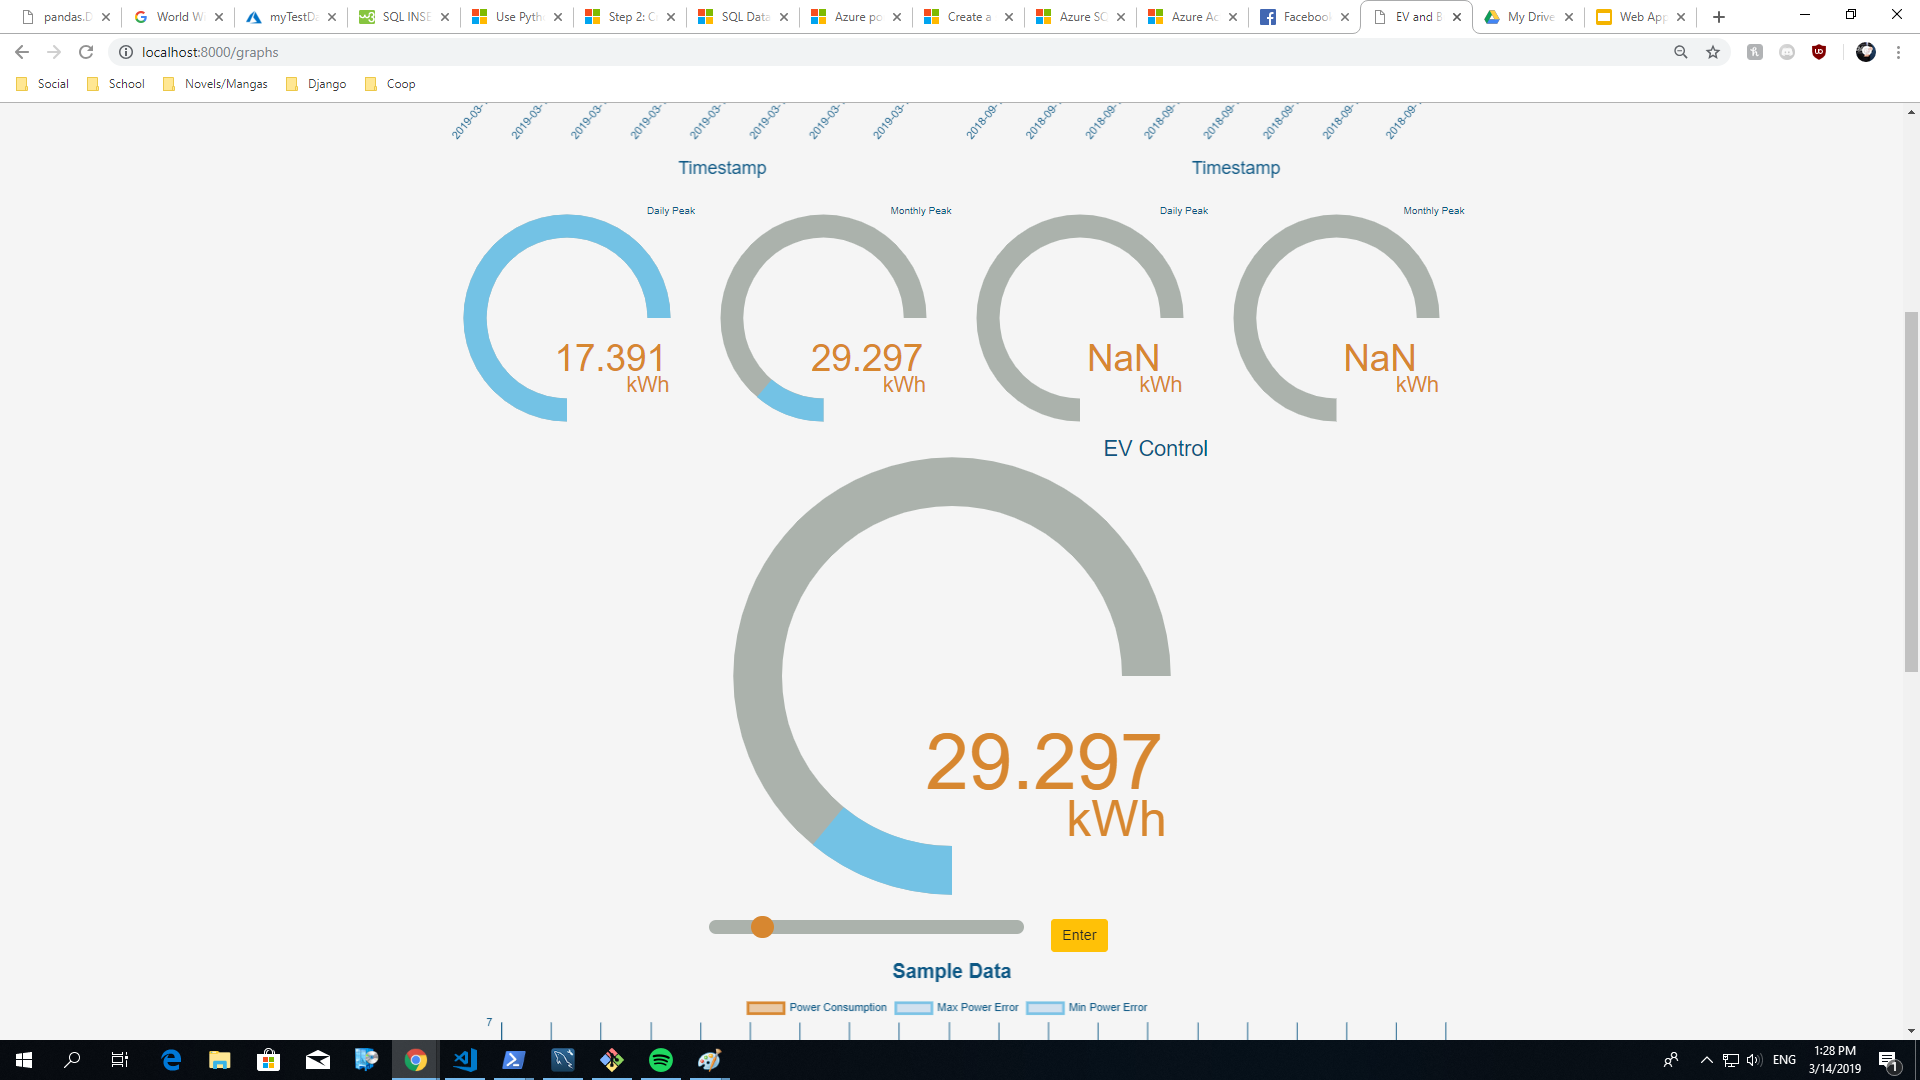 pandas.D World Wi myTestDa SQL INSE Use Pyth Step 2: C SQL Data Azure po Create a Azure SQ Azure Ac Facebook EV and B My Drive Web App
localhost:8000/graphs
Social School Novels/Mangas Django Coop
2019-03- 2019-03- 2019-03- 2019-03- 2019-03- 2019-03- 2019-03- 2019-03- 2018-09- 2018-09- 2018-09- 2018-09- 2018-09- 2018-09- 2018-09- 2018-09-
Timestamp Timestamp
Daily Peak Monthly Peak Daily Peak Monthly Peak
17.391 29.297 NaN NaN
kWh kWh kWh kWh
EV Control
29.297
kWh
Enter
Sample Data
Power Consumption Max Power Error Min Power Error
7
ENG
1:28 PM
3/14/2019
1